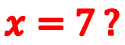 x = 7 ?